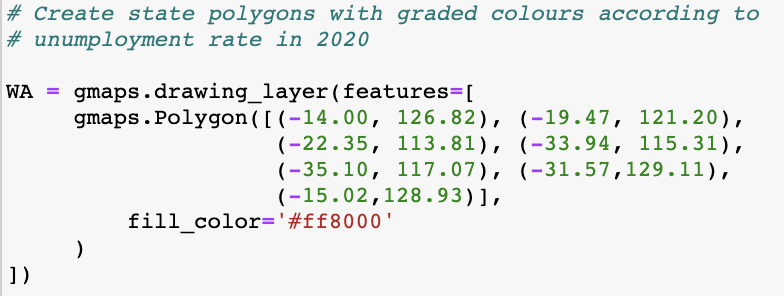 # Create state polygons with graded colours according to
# unumployment rate in 2020
WA = gmaps.drawing_layer(features=[
gmaps.Polygon([(-14.00, 126.82), (-19.47, 121.20),
(-22.35, 113.81), (-33.94, 115.31),
(-35.10, 117.07), (-31.57,129.11),
(-15.02,128.93)],
fill_color='#ff8000'
)
])